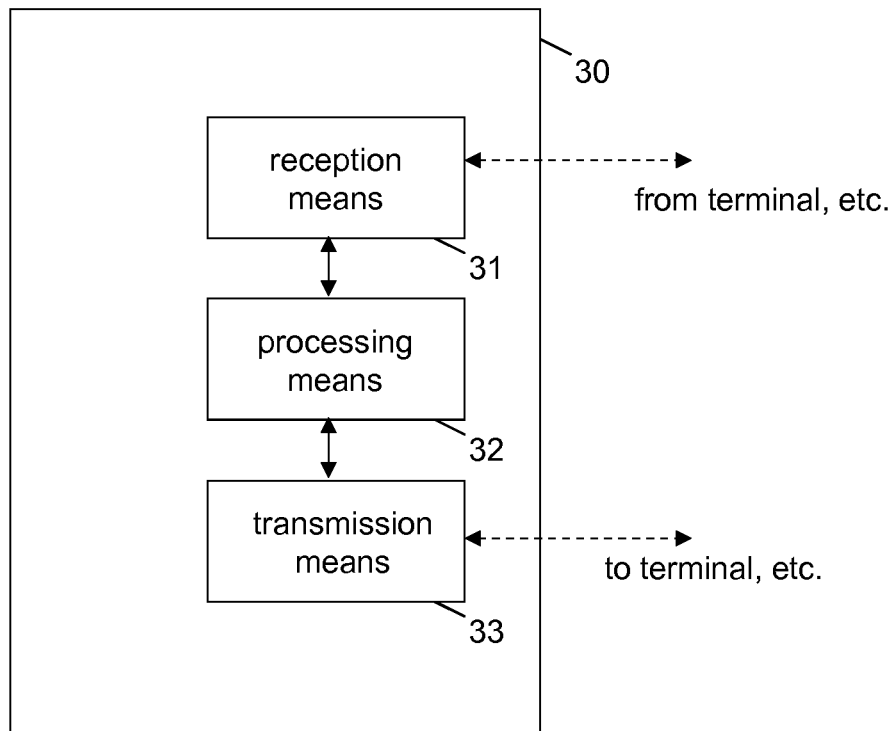 30
reception
means
from terminal, etc.
31
processing
means
32
transmission
means
to terminal, etc.
33